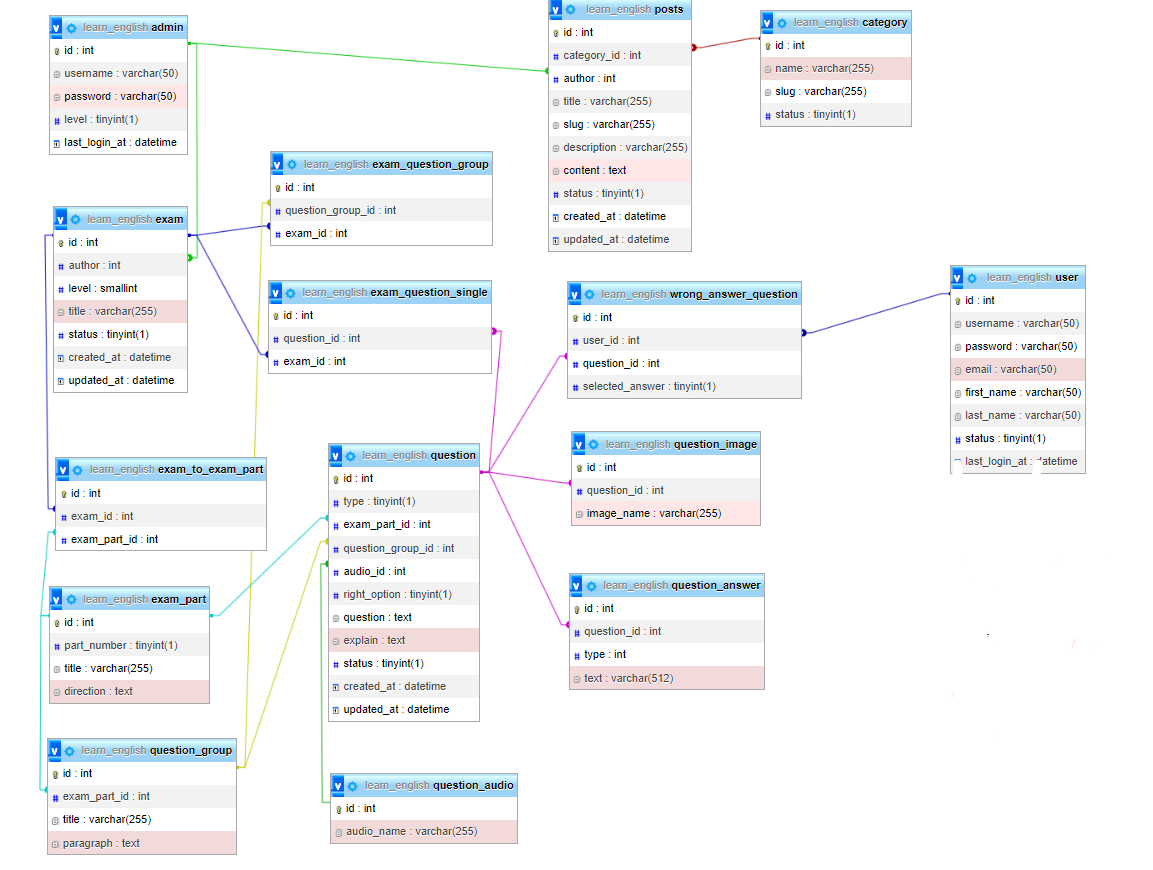 learn_english admin
id : int
username : varchar(50)
password : varchar(50)
level : tinyint(1)
last_login_at : datetime
learn_english posts
id : int
category_id : int
author : int
title : varchar(255)
slug : varchar(255)
description : varchar(255)
content : text
status : tinyint(1)
created_at : datetime
updated_at : datetime
learn_english category
id : int
name : varchar(255)
slug : varchar(255)
status : tinyint(1)
learn_english exam_question_group
id : int
question_group_id : int
exam_id : int
learn_english exam
id : int
author : int
level : smallint
title : varchar(255)
status : tinyint(1)
created_at : datetime
updated_at : datetime
learn_english exam_question_single
id : int
question_id : int
exam_id : int
learn_english wrong_answer_question
id : int
user_id : int
question_id : int
selected_answer : tinyint(1)
learn_english user
id : int
username : varchar(50)
password : varchar(50)
email : varchar(50)
first_name : varchar(50)
last_name : varchar(50)
status : tinyint(1)
last_login_at : datetime
learn_english exam_to_exam_part
id : int
exam_id : int
exam_part_id : int
learn_english question
id : int
type : tinyint(1)
exam_part_id : int
question_group_id : int
audio_id : int
right_option : tinyint(1)
question : text
explain : text
status : tinyint(1)
created_at : datetime
updated_at : datetime
learn_english question_image
id : int
question_id : int
image_name : varchar(255)
learn_english exam_part
id : int
part_number : tinyint(1)
title : varchar(255)
direction : text
learn_english question_answer
id : int
question_id : int
type : int
text : varchar(512)
learn_english question_group
id : int
exam_part_id : int
title : varchar(255)
paragraph : text
learn_english question_audio
id : int
audio_name : varchar(255)